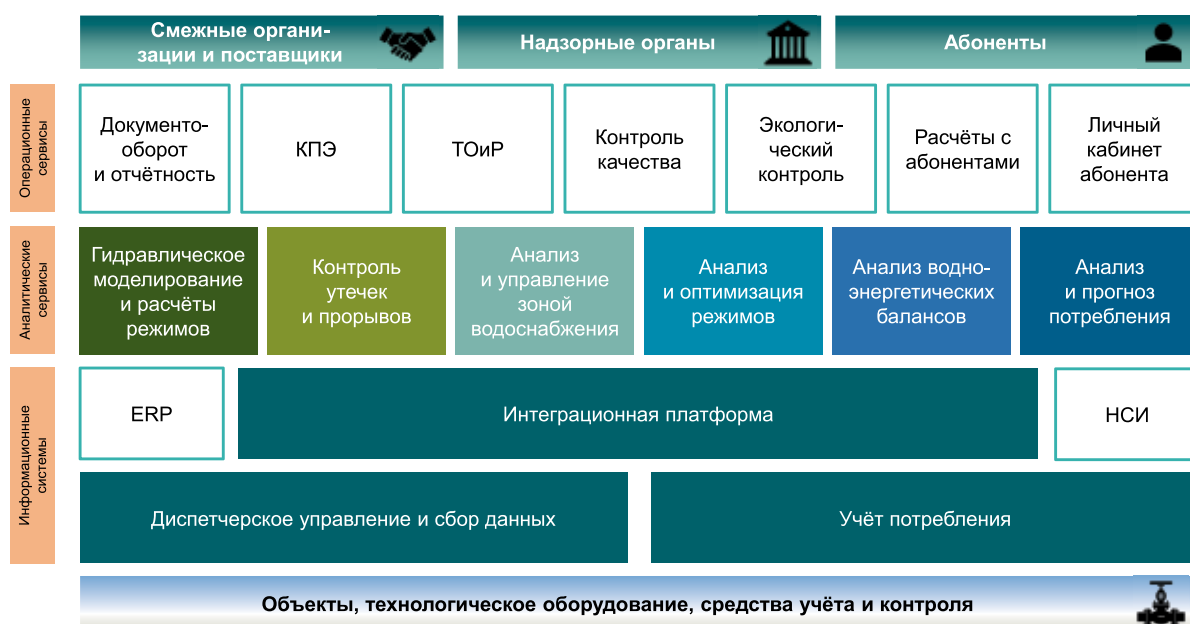 Смежные органи-
зации и поставщики
Надзорные органы
Абоненты
Операционные
сервисы
Документо-
оборот
и отчётность
КПЭ
ТОиР
Контроль
качества
Экологи-
ческий
контроль
Расчёты с
абонентами
Личный
кабинет
абонента
Аналитические
сервисы
Гидравлическое
моделирование
и расчёты
режимов
Контроль
утечек
и прорывов
Анализ
и управление
зоной
водоснабжения
Анализ
и оптимизация
режимов
Анализ водно-
энергетических
балансов
Анализ
и прогноз
потребления
Информационные
системы
ERP
Интеграционная платформа
НСИ
Диспетчерское управление и сбор данных
Учёт потребления
Объекты, технологическое оборудование, средства учёта и контроля